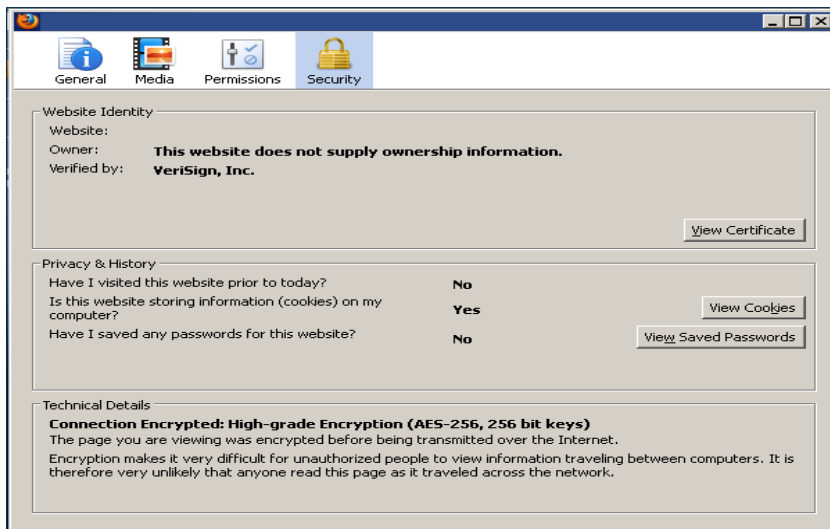 General Media Permissions Security
Website Identity
Website:
Owner: This website does not supply ownership information.
Verified by: VeriSign, Inc.
View Certificate
Privacy & History
Have I visited this website prior to today? No
Is this website storing information (cookies) on my
computer? Yes View Cookies
Have I saved any passwords for this website? No View Saved Passwords
Technical Details
Connection Encrypted: High-grade Encryption (AES-256, 256 bit keys)
The page you are viewing was encrypted before being transmitted over the Internet.
Encryption makes it very difficult for unauthorized people to view information traveling between computers. It is
therefore very unlikely that anyone read this page as it traveled across the network.